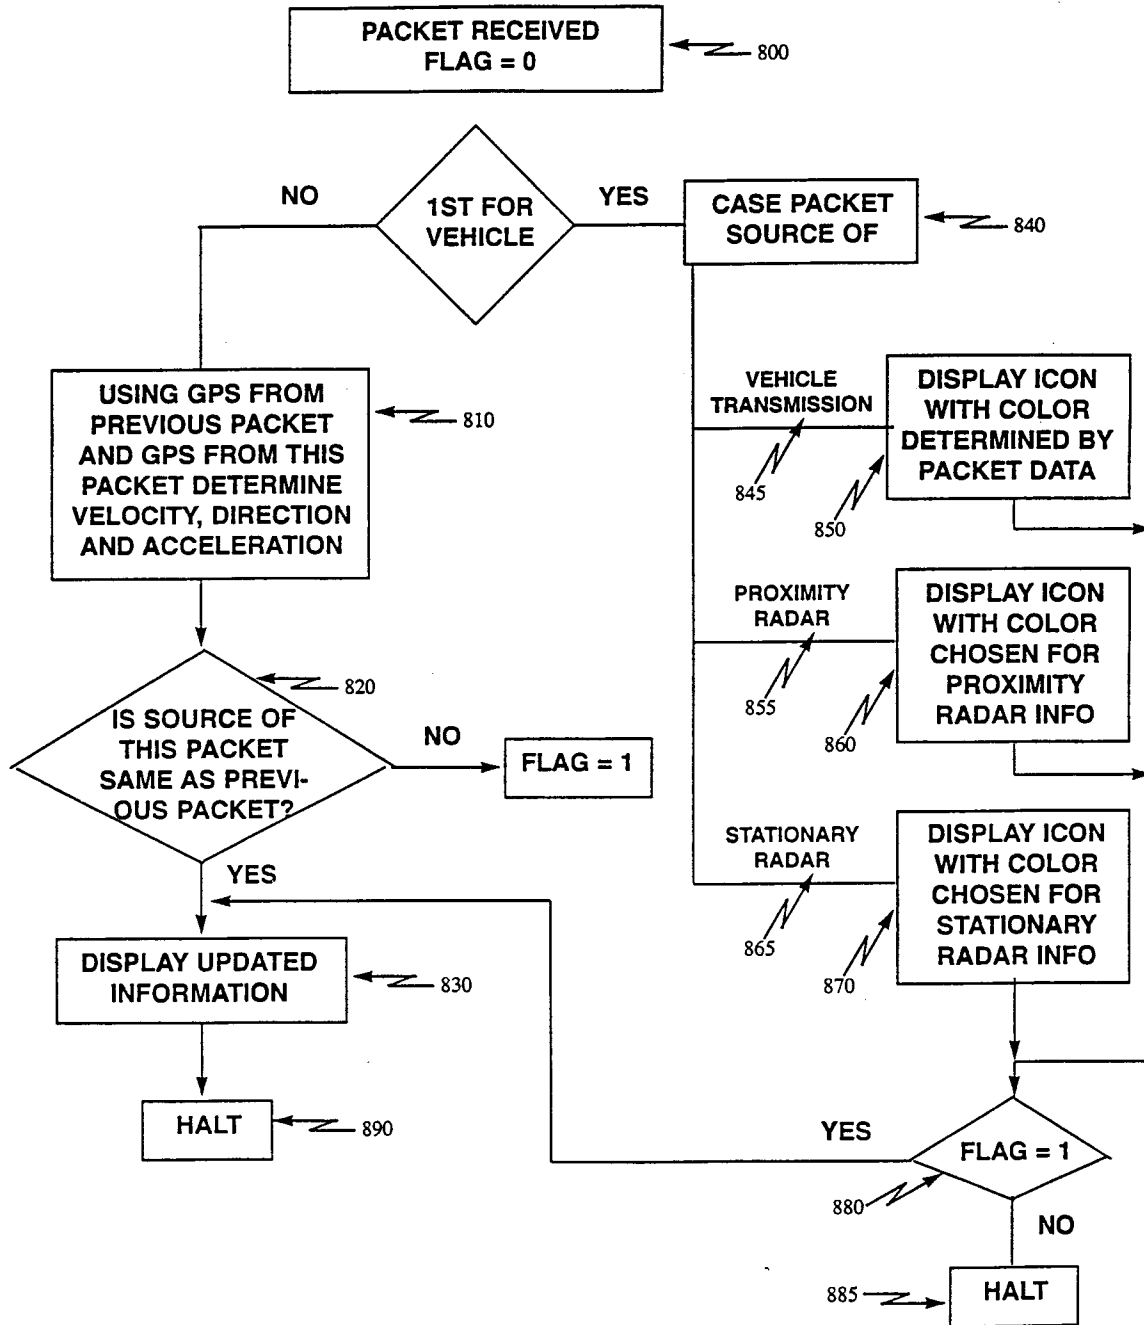 PACKET RECEIVED
FLAG = 0
800
NO
1ST FOR
VEHICLE
YES
CASE PACKET
SOURCE OF
840
USING GPS FROM
PREVIOUS PACKET
AND GPS FROM THIS
PACKET DETERMINE
VELOCITY, DIRECTION
AND ACCELERATION
810
VEHICLE
TRANSMISSION
845
850
DISPLAY ICON
WITH COLOR
DETERMINED BY
PACKET DATA
PROXIMITY
RADAR
855
860
DISPLAY ICON
WITH COLOR
CHOSEN FOR
PROXIMITY
RADAR INFO
820
IS SOURCE OF
THIS PACKET
SAME AS PREVI-
OUS PACKET?
NO
FLAG = 1
YES
STATIONARY
RADAR
865
870
DISPLAY ICON
WITH COLOR
CHOSEN FOR
STATIONARY
RADAR INFO
DISPLAY UPDATED
INFORMATION
830
HALT
890
YES
FLAG = 1
880
NO
885
HALT